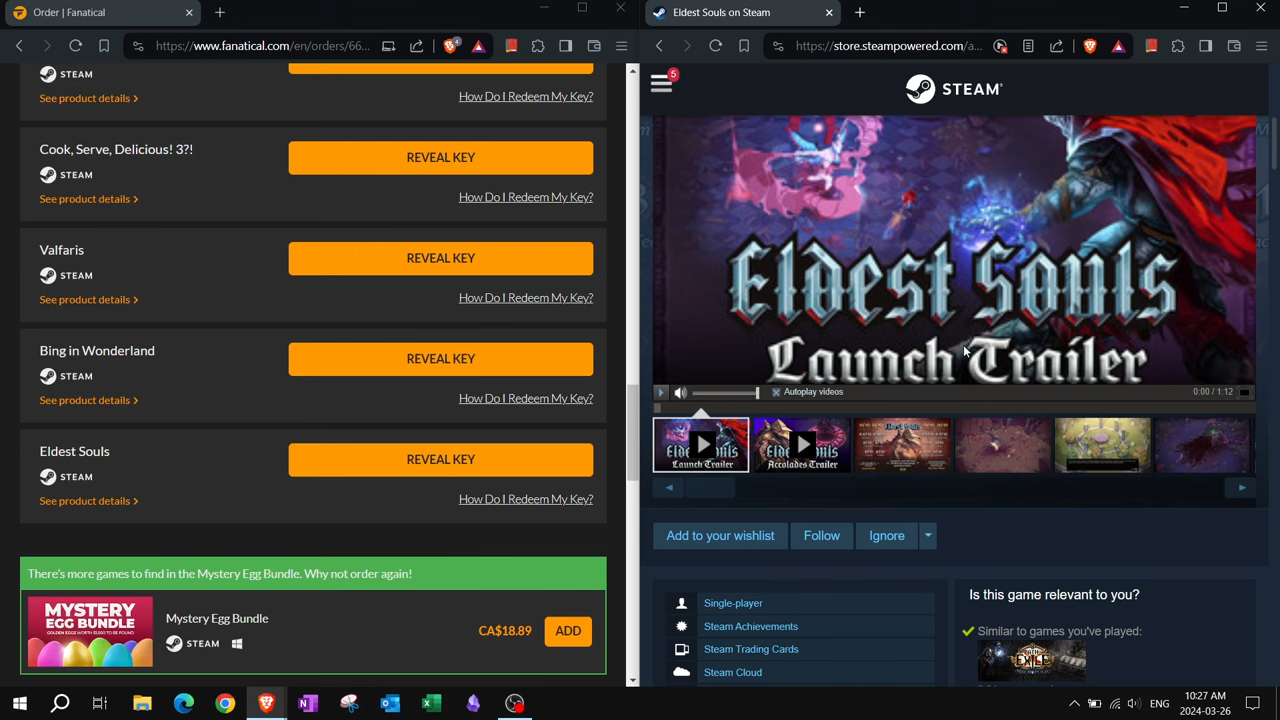 Order | Fanatical
https://www.fanatical.com/en/orders/66...
4
STEAM
See product details >
How Do I Redeem My Key?
Cook, Serve, Delicious! 3?!
STEAM
See product details >
REVEAL KEY
How Do I Redeem My Key?
Valfaris
STEAM
See product details >
REVEAL KEY
How Do I Redeem My Key?
Bing in Wonderland
STEAM
See product details >
REVEAL KEY
How Do I Redeem My Key?
Eldest Souls
STEAM
See product details >
REVEAL KEY
How Do I Redeem My Key?
There's more games to find in the Mystery Egg Bundle. Why not order again!
MYSTERY
EGG BUNDLE
Mystery Egg Bundle
STEAM
CA$18.89
ADD
Eldest Souls on Steam
https://store.steampowered.com/a...
5
STEAM
Eldest Souls
Launch Trailer
Autoplay videos
0:00 / 1:12
Launch Trailer
Accolades Trailer
Add to your wishlist
Follow
Ignore
Single-player
Steam Achievements
Steam Trading Cards
Steam Cloud
Is this game relevant to you?
Similar to games you've played:
EXILE
ENG
10:27 AM
2024-03-26